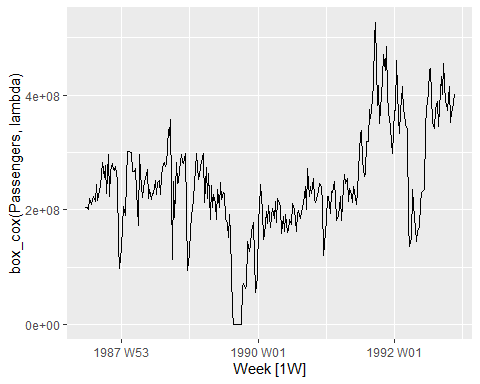 box_cox(Passengers, lambda)
4e+08
2e+08
0e+00
1987 W53 1990 W01 1992 W01
Week [1W]